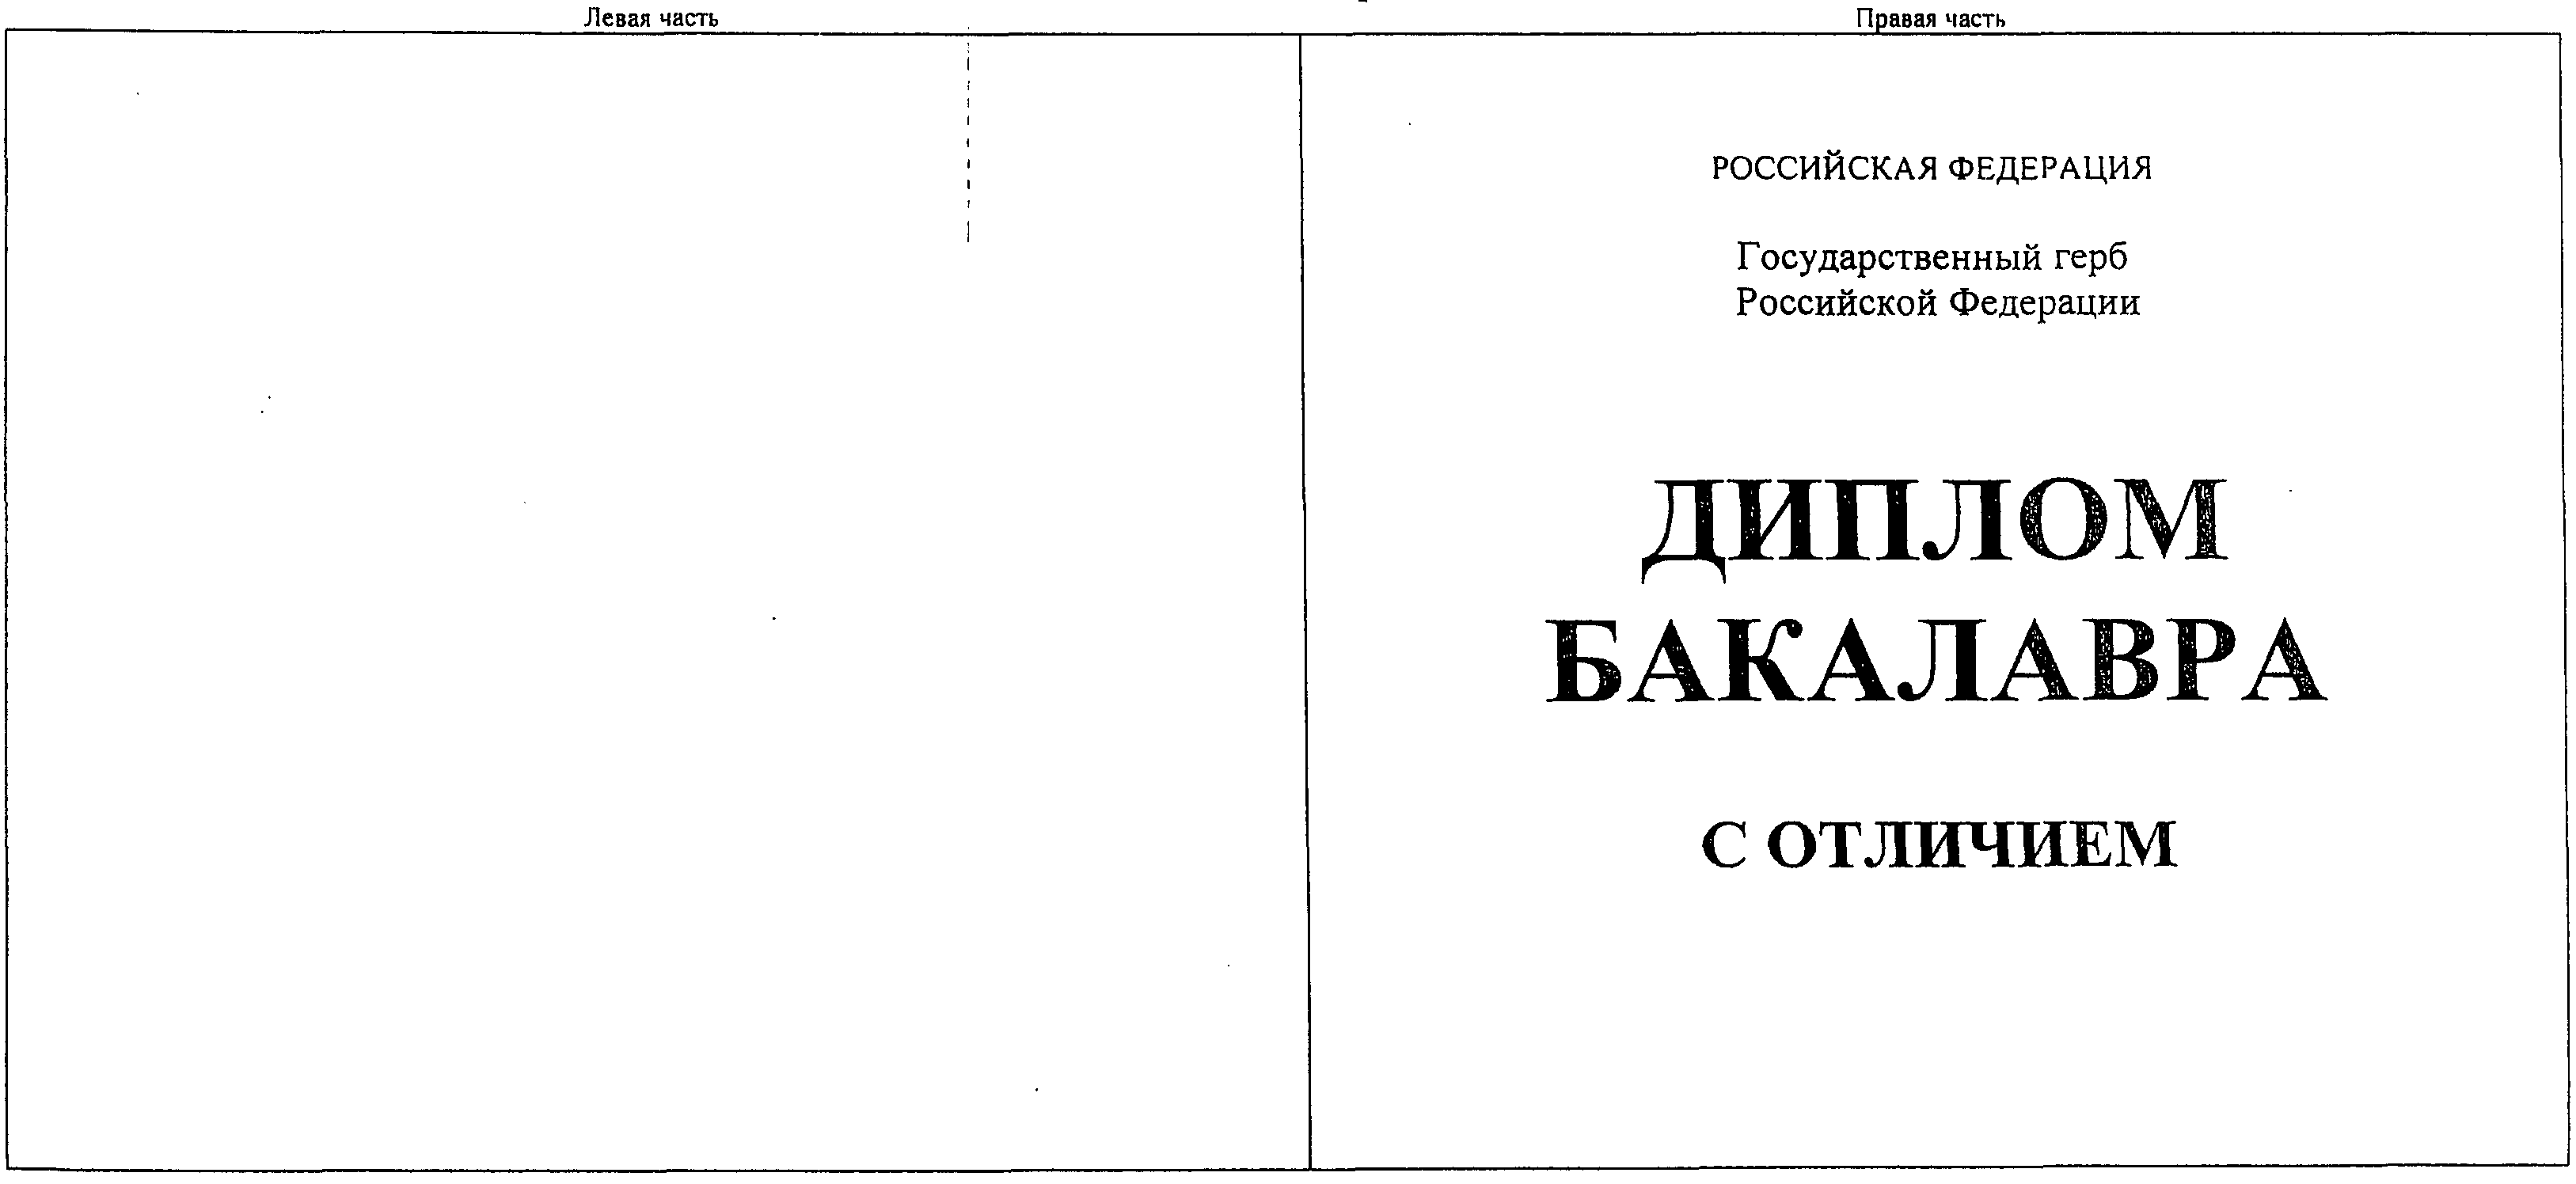 Левая часть
Правая часть
РОССИЙСКАЯ ФЕДЕРАЦИЯ
Государственный герб
Российской Федерации
ДИПЛОМ
БАКАЛАВРА
С ОТЛИЧИЕМ